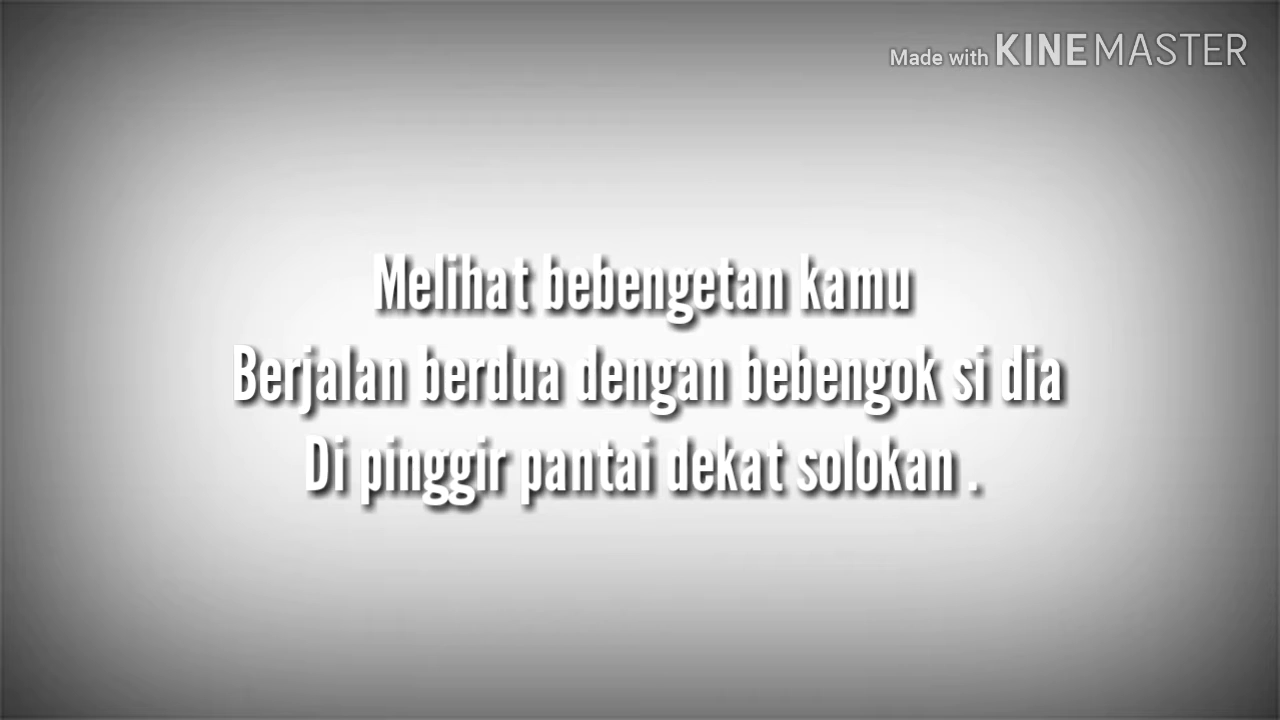 Made with KINEMASTER
Melihat bebengetan kamu
Berjalan berdua dengan bebengok si dia
Di pinggir pantai dekat solokan .